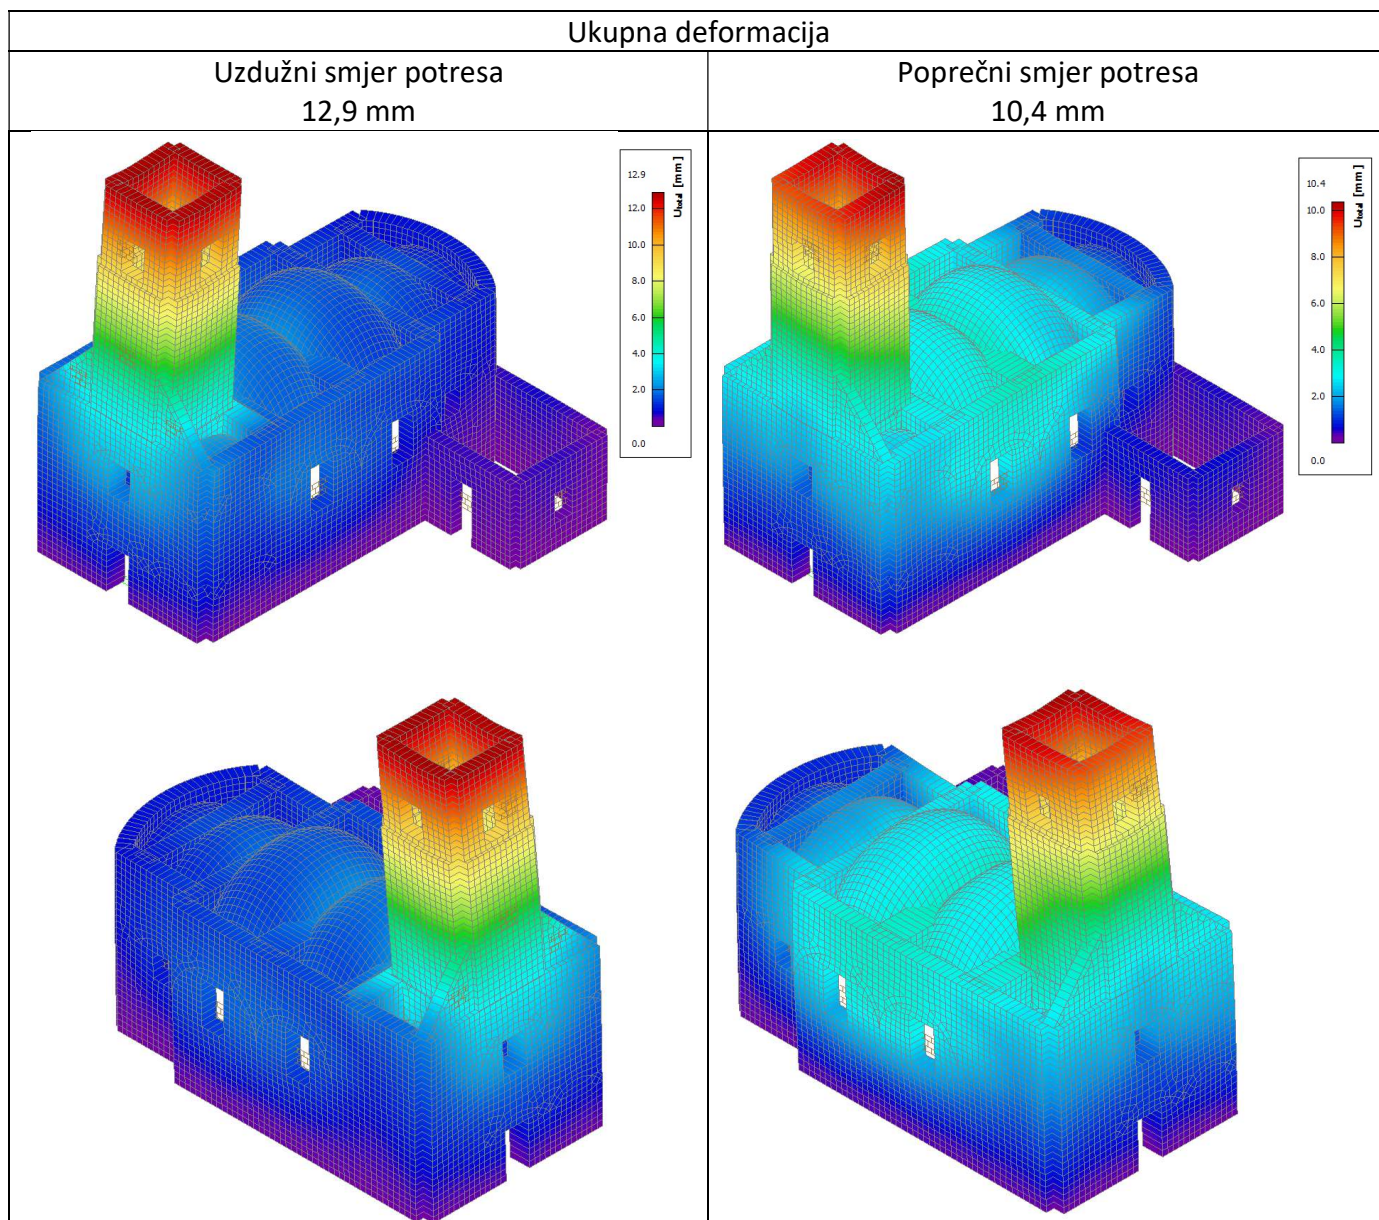 Ukupna deformacija
Uzdužni smjer potresa
12,9 mm
Poprečni smjer potresa
10,4 mm
12.9
12.0
10.0
8.0
6.0
4.0
2.0
0.0
Utotal [mm]
10.4
10.0
8.0
6.0
4.0
2.0
0.0
Utotal [mm]